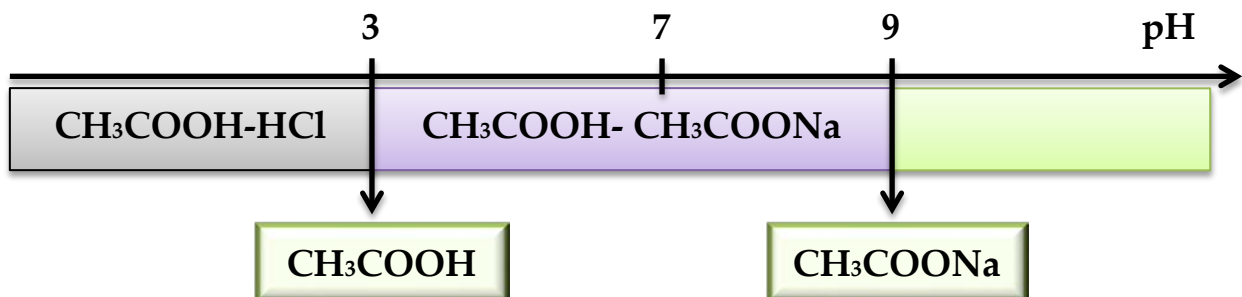 3 7 9 pH
CH₃COOH-HCl CH₃COOH- CH₃COONa
CH₃COOH CH₃COONa